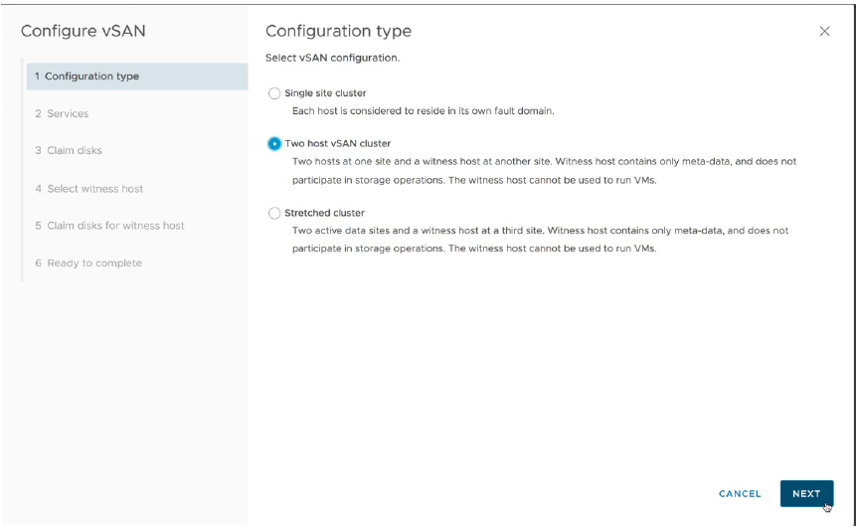 Configure vSAN
1 Configuration type
2 Services
3 Claim disks
4 Select witness host
5 Claim disks for witness host
6 Ready to complete
Configuration type
Select vSAN configuration.
Single site cluster
Each host is considered to reside in its own fault domain.
Two host vSAN cluster
Two hosts at one site and a witness host at another site. Witness host contains only meta-data, and does not
participate in storage operations. The witness host cannot be used to run VMs.
Stretched cluster
Two active data sites and a witness host at a third site. Witness host contains only meta-data, and does not
participate in storage operations. The witness host cannot be used to run VMs.
CANCEL
NEXT